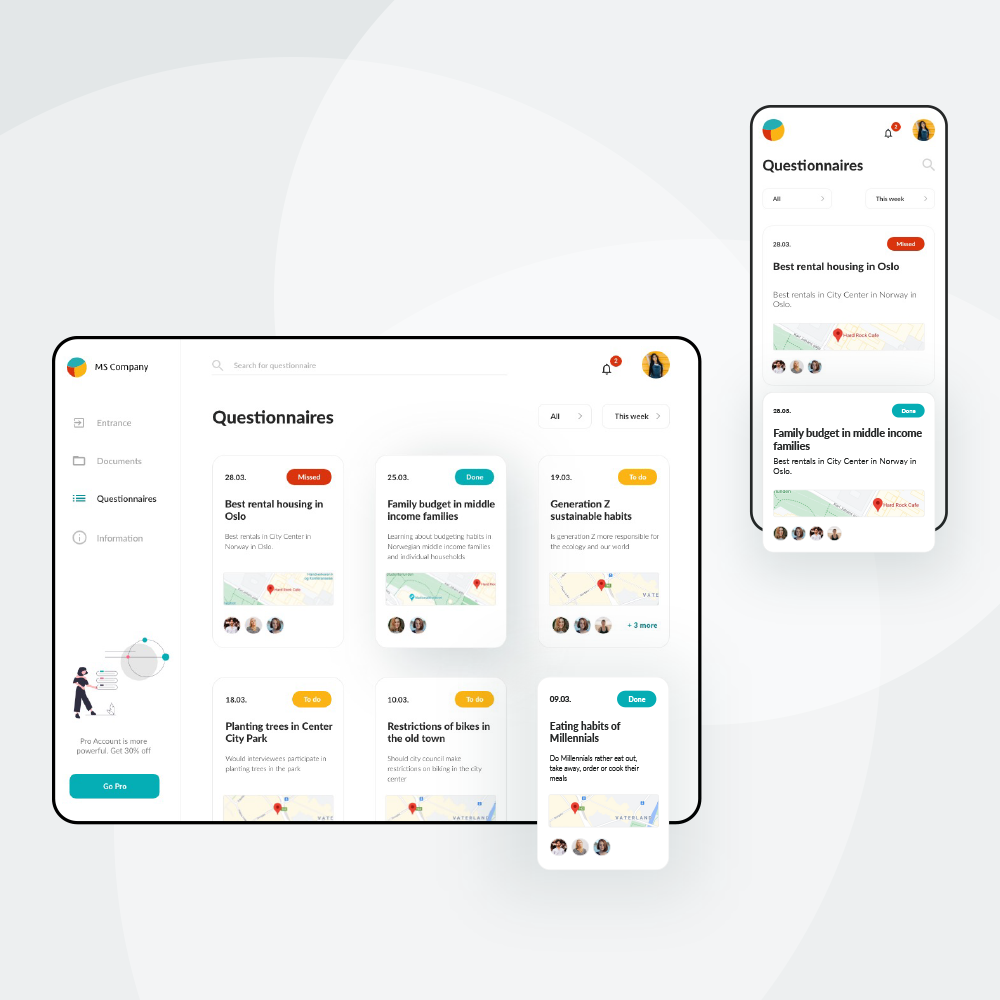 2
Questionnaires
All
This week
28.03.
Missed
Best rental housing in Oslo
Best rentals in City Center in Norway in
Oslo.
Hard Rock Cafe
28.03.
Done
Family budget in middle income
families
Best rentals in City Center in Norway in
Oslo.
Hard Rock Cafe
MS Company
Search for questionnaire
2
Entrance
Documents
Questionnaires
Information
Pro Account is more
powerful. Get 30% off
Go Pro
Questionnaires
All
This week
28.03.
Missed
Best rental housing in
Oslo
Best rentals in City Center in
Norway in Oslo.
Hard Rock Cafe
25.03.
Done
Family budget in middle
income families
Learning about budgeting habits in
Norwegian middle income families
and individual households
19.03.
To do
Generation Z
sustainable habits
Is generation Z more responsible for
the ecology and our world
VATE
+ 3 more
18.03.
To do
Planting trees in Center
City Park
Would interviewees participate in
planting trees in the park
10.03.
To do
Restrictions of bikes in
the old town
Should city council make
restrictions on biking in the city
center
VATERLAND
09.03.
Done
Eating habits of
Millennials
Do Millennials rather eat out,
take away, order or cook their
meals
VATERLAND